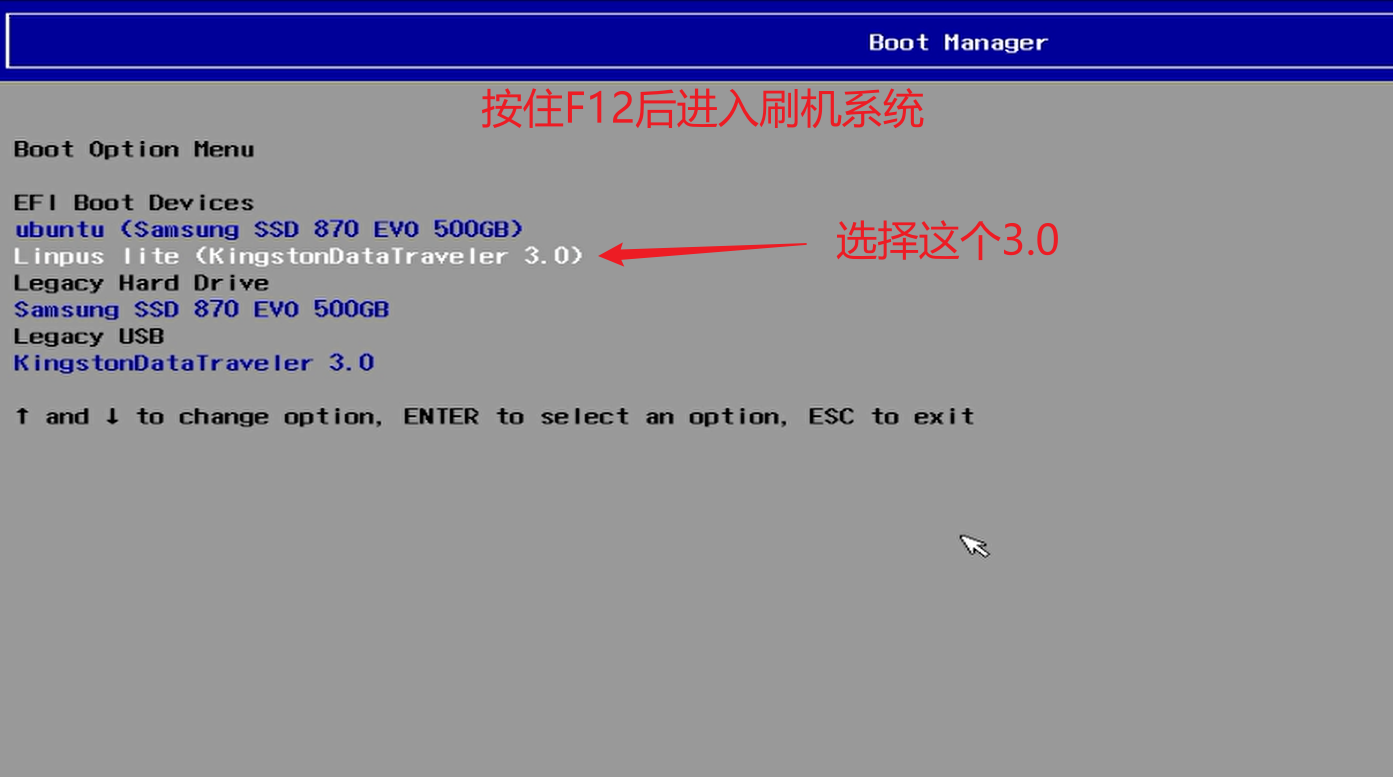 Boot Manager
按住F12后进入刷机系统
Boot Option Menu
EFI Boot Devices
ubuntu (Samsung SSD 870 EVO 500GB)
Linpus lite (KingstonDataTraveler 3.0)
选择这个3.0
Legacy Hard Drive
Samsung SSD 870 EVO 500GB
Legacy USB
KingstonDataTraveler 3.0
↑ and ↓ to change option, ENTER to select an option, ESC to exit